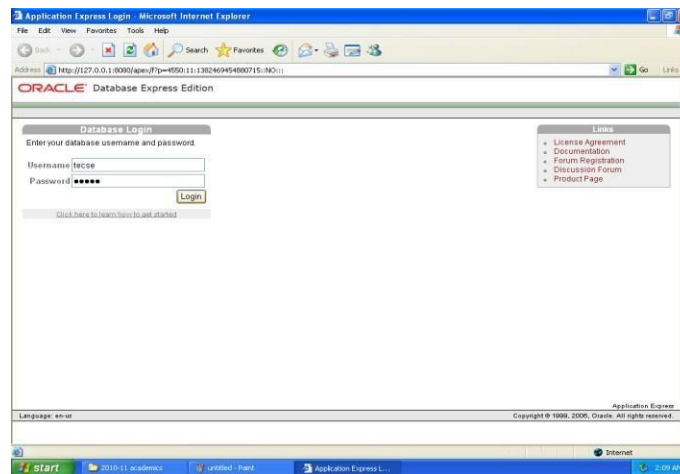 Application Express Login - Microsoft Internet Explorer
File Edit View Favorites Tools Help
Back Search Favorites
Address http://127.0.0.1:8080/apex/f?p=4550:11:1382469454880715::NO:::
Go Links
ORACLE Database Express Edition
Database Login
Enter your database username and password.
Username tecse
Password •••••
Login
Click here to learn how to get started
Links
License Agreement
Documentation
Forum Registration
Discussion Forum
Product Page
Application Express
Language: en-us
Copyright © 1999, 2006, Oracle. All rights reserved.
Internet
start 2010-11 academics untitled - Paint Application Express L... 2:09 AM